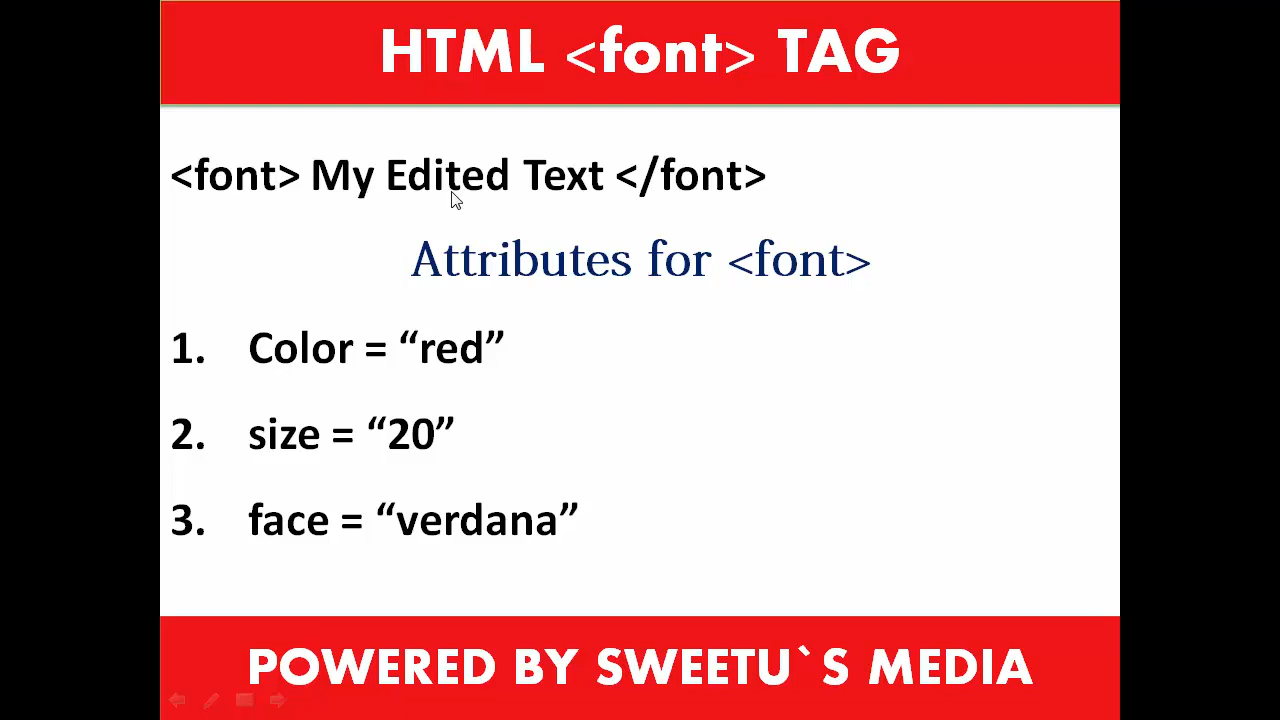 HTML <font> TAG
<font> My Edited Text </font>
Attributes for <font>
1. Color = “red”
2. size = “20”
3. face = “verdana”
POWERED BY SWEETU`S MEDIA